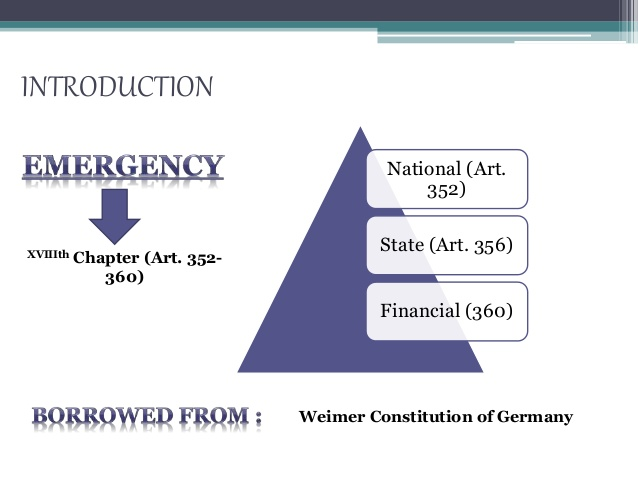 INTRODUCTION
EMERGENCY
XVIIIth Chapter (Art. 352-
360)
National (Art.
352)
State (Art. 356)
Financial (360)
BORROWED FROM :
Weimer Constitution of Germany